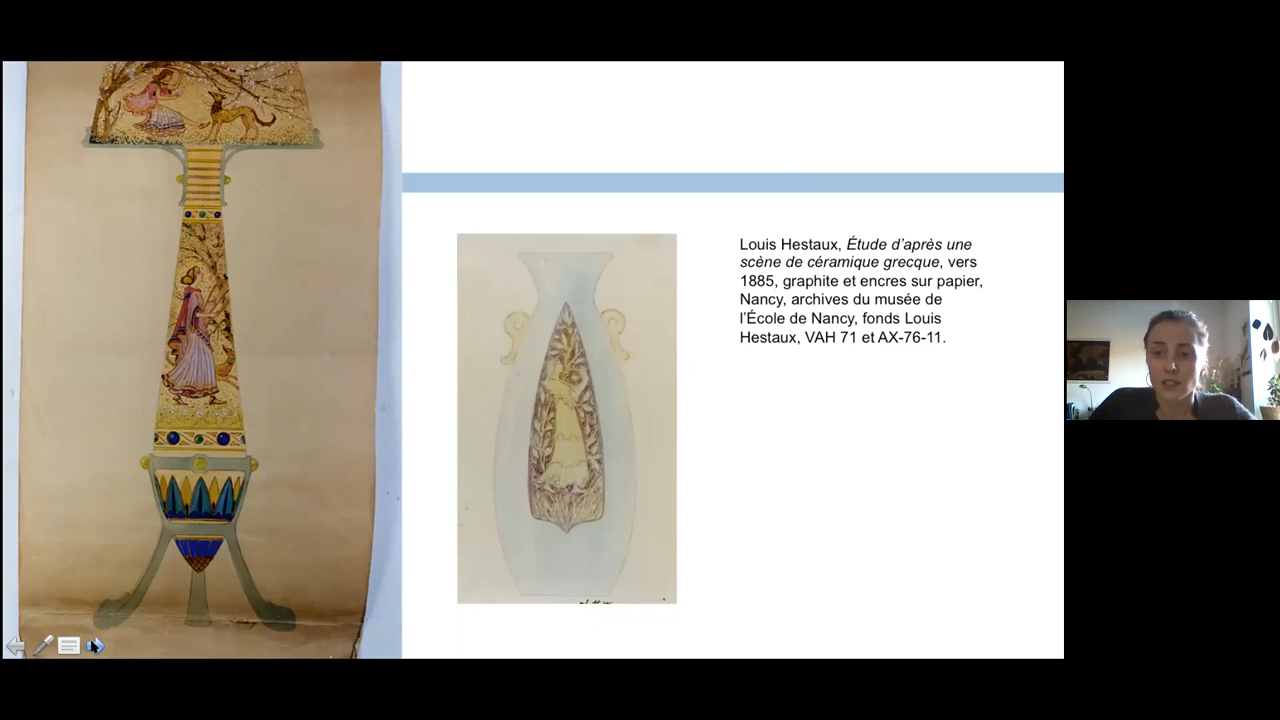 Louis Hestaux, Étude d’après une
scène de céramique grecque, vers
1885, graphite et encres sur papier,
Nancy, archives du musée de
l’École de Nancy, fonds Louis
Hestaux, VAH 71 et AX-76-11.